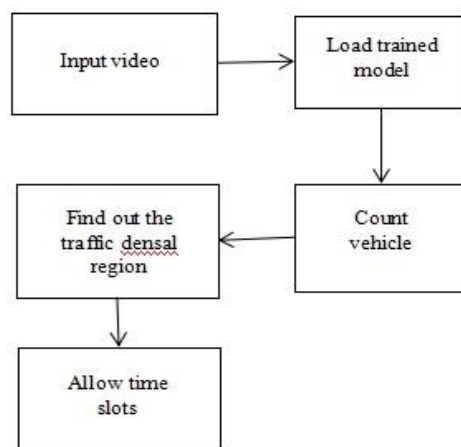 Input video
Load trained
model
Count
vehicle
Find out the
traffic densal
region
Allow time
slots